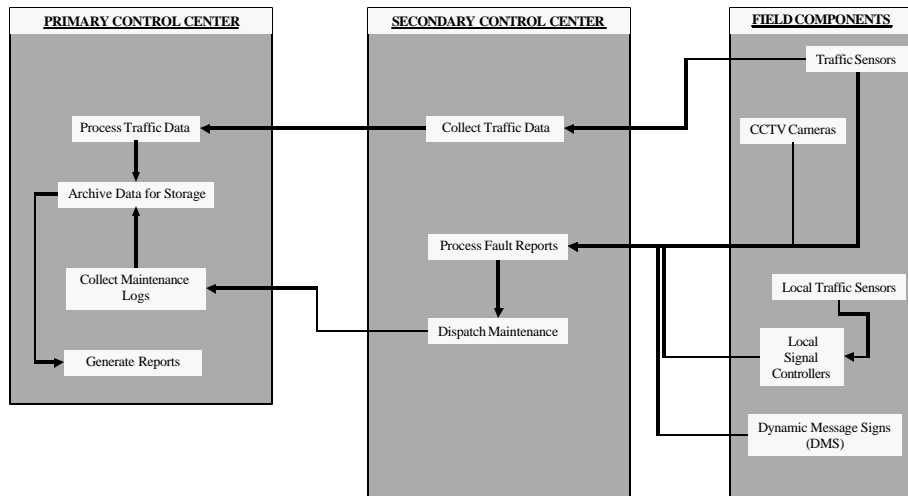 PRIMARY CONTROL CENTER
Process Traffic Data
Archive Data for Storage
Collect Maintenance
Logs
Generate Reports
SECONDARY CONTROL CENTER
Collect Traffic Data
Process Fault Reports
Dispatch Maintenance
FIELD COMPONENTS
Traffic Sensors
CCTV Cameras
Local Traffic Sensors
Local
Signal
Controllers
Dynamic Message Signs
(DMS)